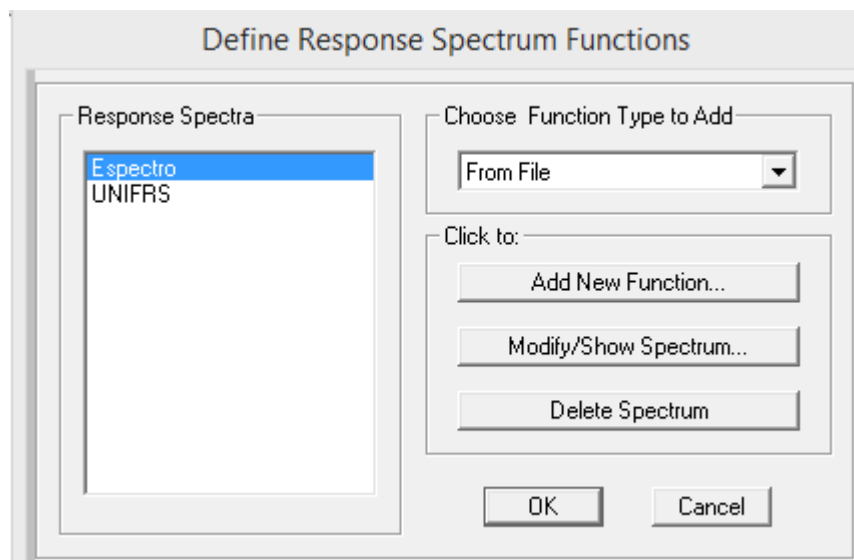 Define Response Spectrum Functions
Response Spectra
Espectro
UNIFRS
Choose Function Type to Add
From File
Click to:
Add New Function...
Modify/Show Spectrum...
Delete Spectrum
OK
Cancel